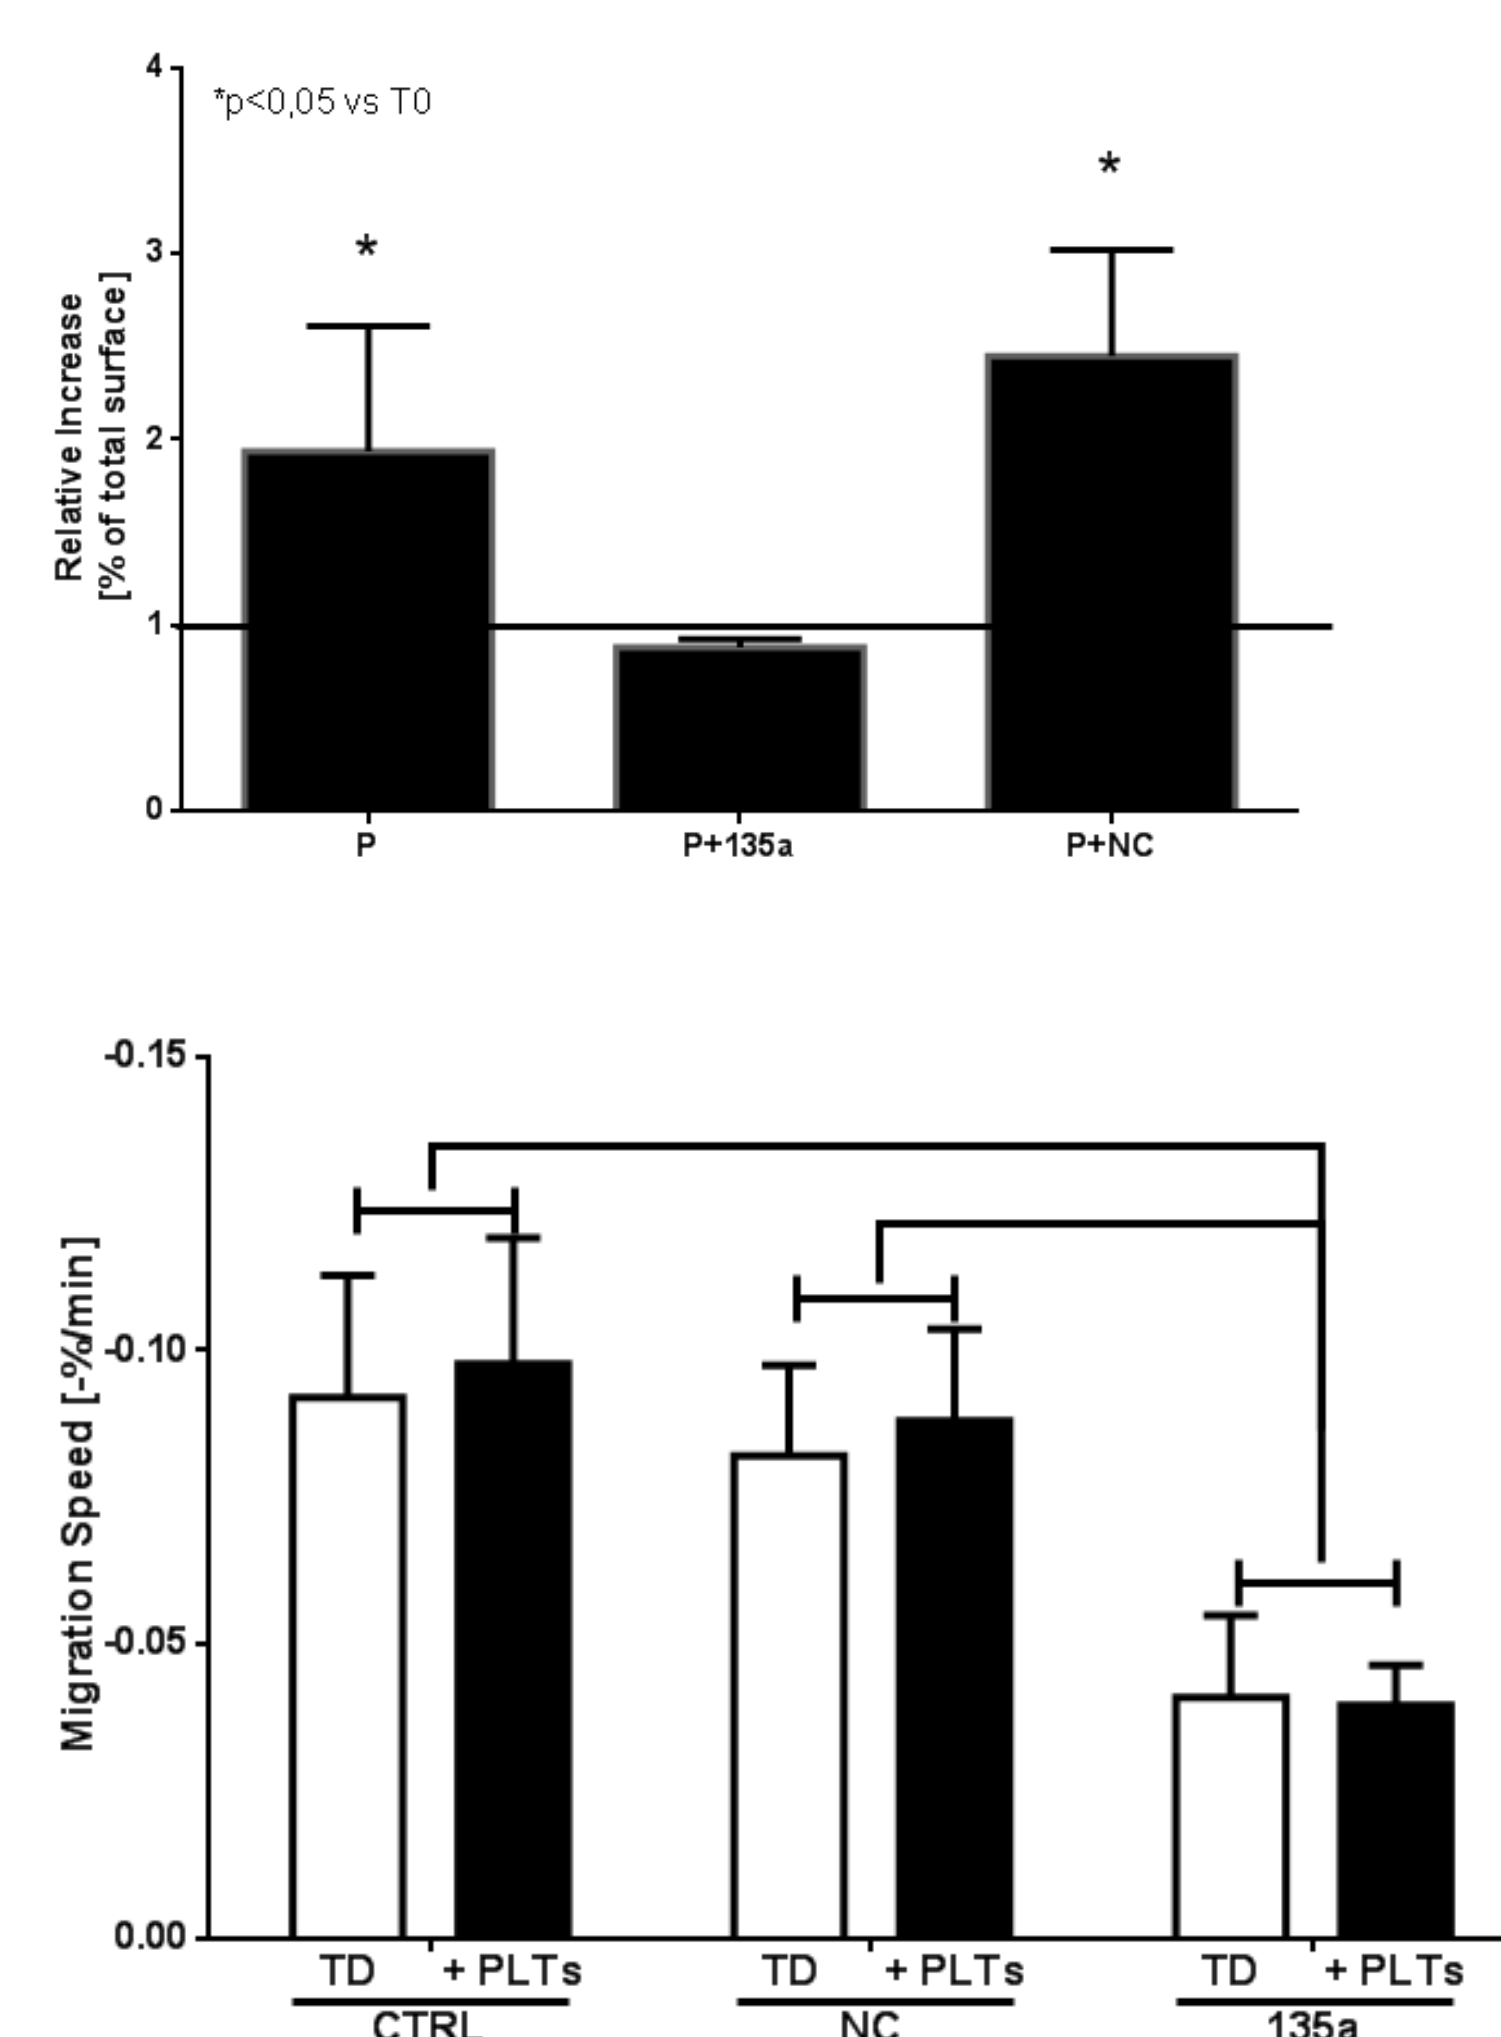 4
*p<0,05 vs T0
*
*
3
2
1
0
Relative Increase
[% of total surface]
P P+135a P+NC
-0.15
-0.10
-0.05
0.00
Migration Speed [-%/min]
TD + PLTs TD + PLTs TD + PLTs
CTRL NC 135a